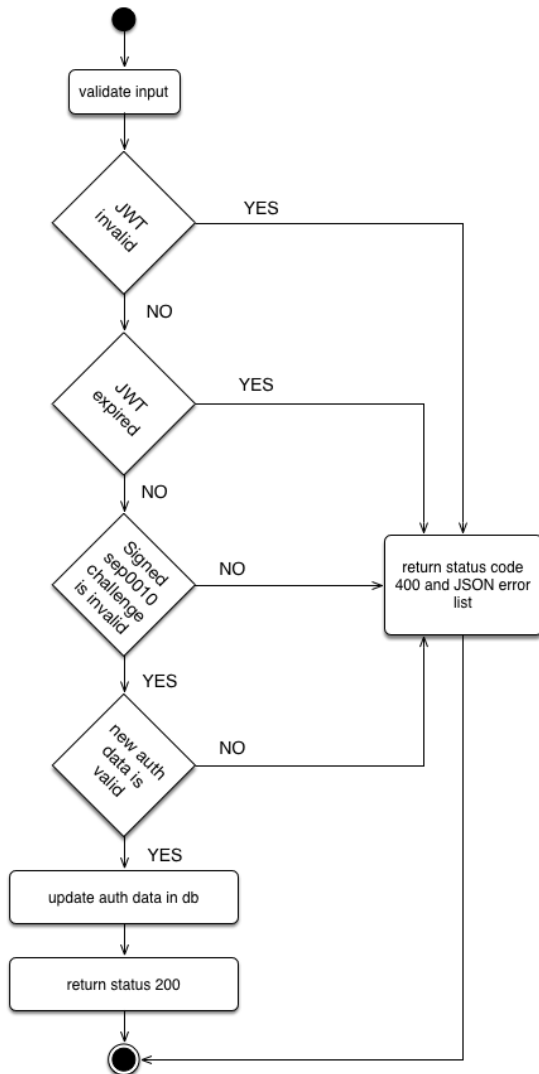 validate input
JWT
invalid
YES
NO
JWT
expired
YES
NO
Signed
sep0010
challenge
is invalid
NO
return status code
400 and JSON error
list
YES
new auth
data is
valid
NO
YES
update auth data in db
return status 200